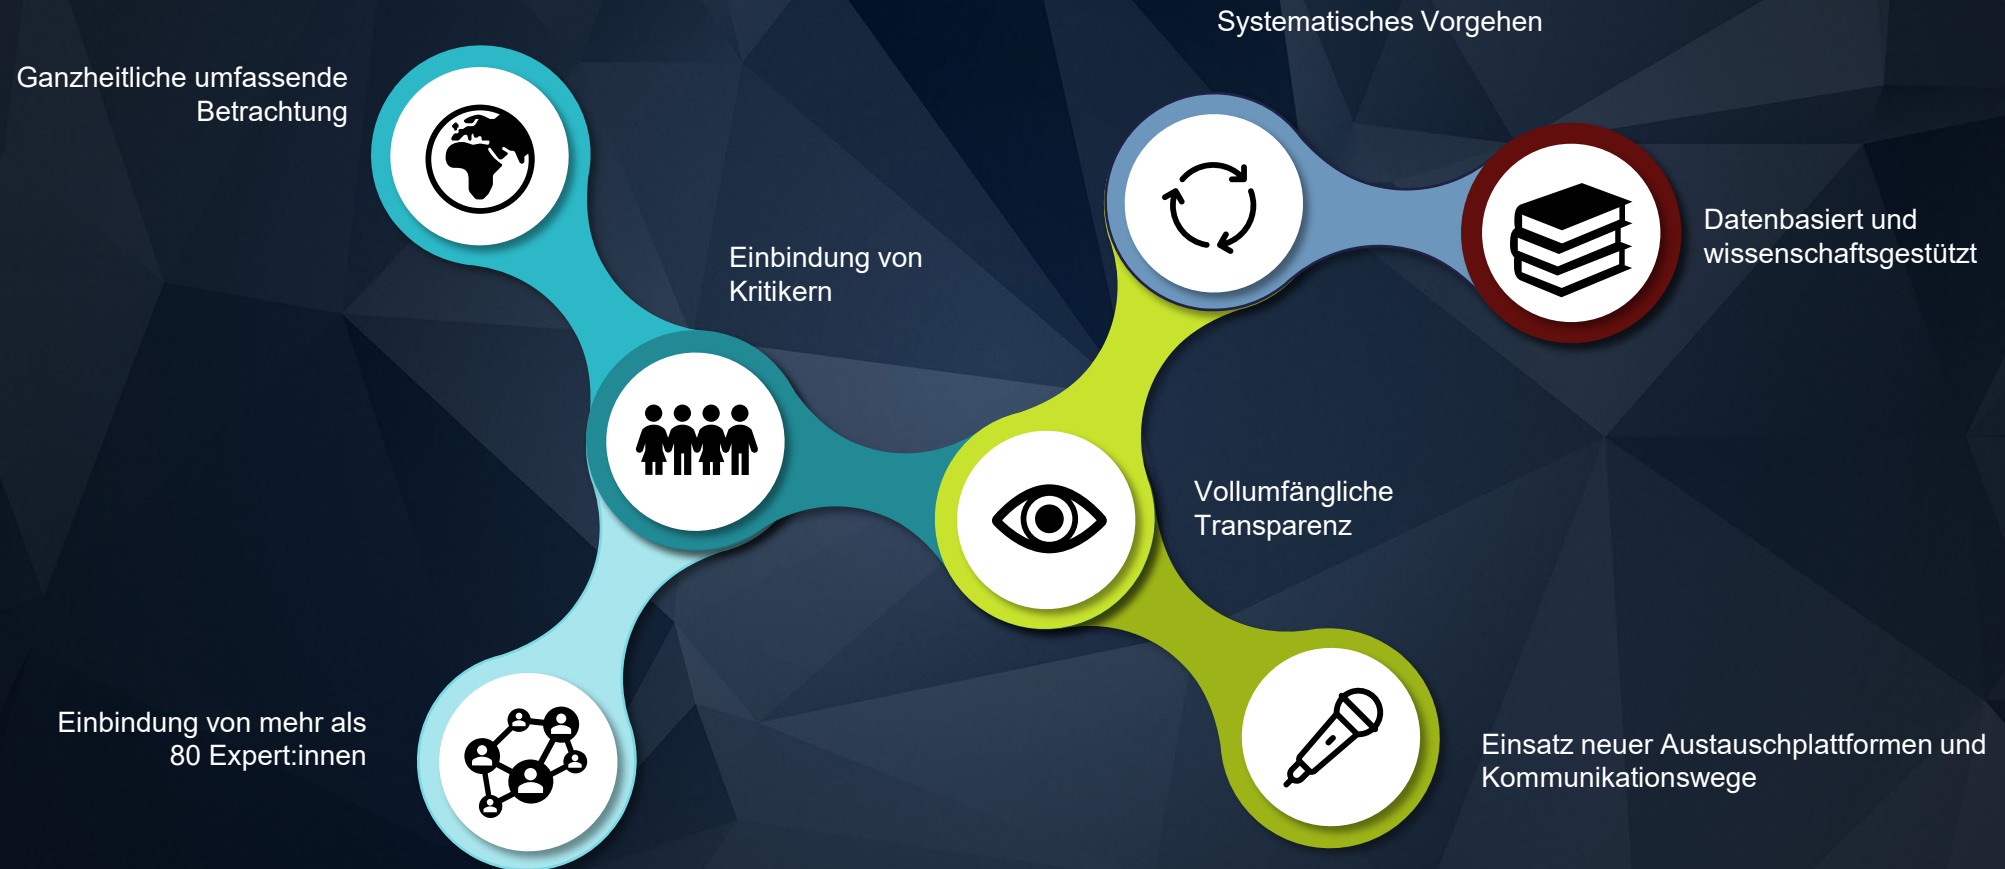 Systematisches Vorgehen
Ganzheitliche umfassende
Betrachtung
Datenbasiert und
wissenschaftsgestützt
Einbindung von
Kritikern
Vollumfängliche
Transparenz
Einbindung von mehr als
80 Expert:innen
Einsatz neuer Austauschplattformen und
Kommunikationswege